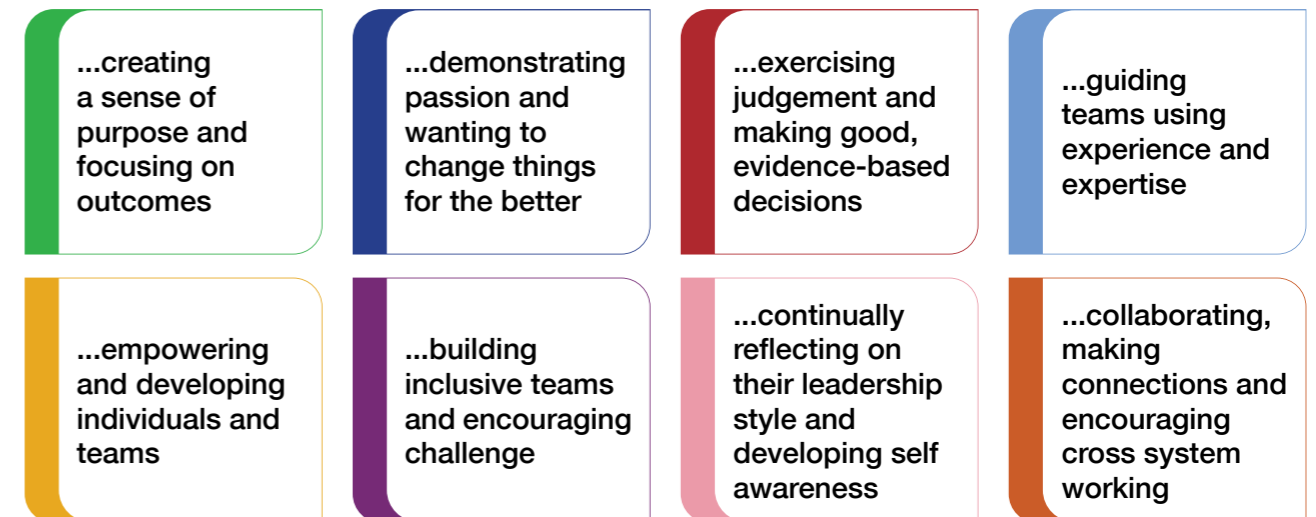 ...creating
a sense of
purpose and
focusing on
outcomes
...demonstrating
passion and
wanting to
change things
for the better
...exercising
judgement and
making good,
evidence-based
decisions
...guiding
teams using
experience and
expertise
...empowering
and developing
individuals and
teams
...building
inclusive teams
and encouraging
challenge
...continually
reflecting on
their leadership
style and
developing self
awareness
...collaborating,
making
connections and
encouraging
cross system
working